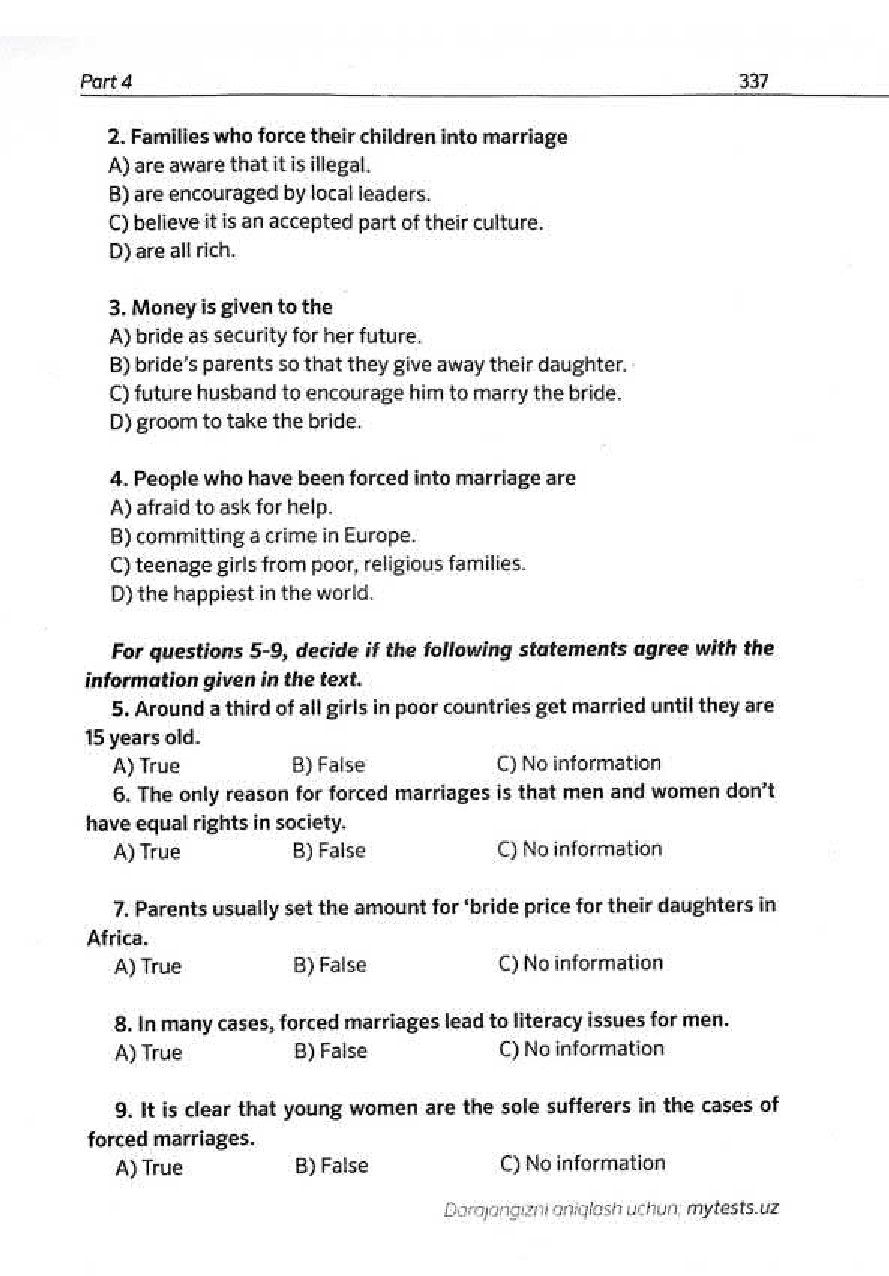 Part 4 337
2. Families who force their children into marriage
A) are aware that it is illegal.
B) are encouraged by local leaders.
C) believe it is an accepted part of their culture.
D) are all rich.
3. Money is given to the
A) bride as security for her future.
B) bride's parents so that they give away their daughter.
C) future husband to encourage him to marry the bride.
D) groom to take the bride.
4. People who have been forced into marriage are
A) afraid to ask for help.
B) committing a crime in Europe.
C) teenage girls from poor, religious families.
D) the happiest in the world.
For questions 5-9, decide if the following statements agree with the
information given in the text.
5. Around a third of all girls in poor countries get married until they are
15 years old.
A) True B) False C) No information
6. The only reason for forced marriages is that men and women don't
have equal rights in society.
A) True B) False C) No information
7. Parents usually set the amount for ‘bride price for their daughters in
Africa.
A) True B) False C) No information
8. In many cases, forced marriages lead to literacy issues for men.
A) True B) False C) No information
9. It is clear that young women are the sole sufferers in the cases of
forced marriages.
A) True B) False C) No information
Darajangizni aniqlash uchun: mytests.uz